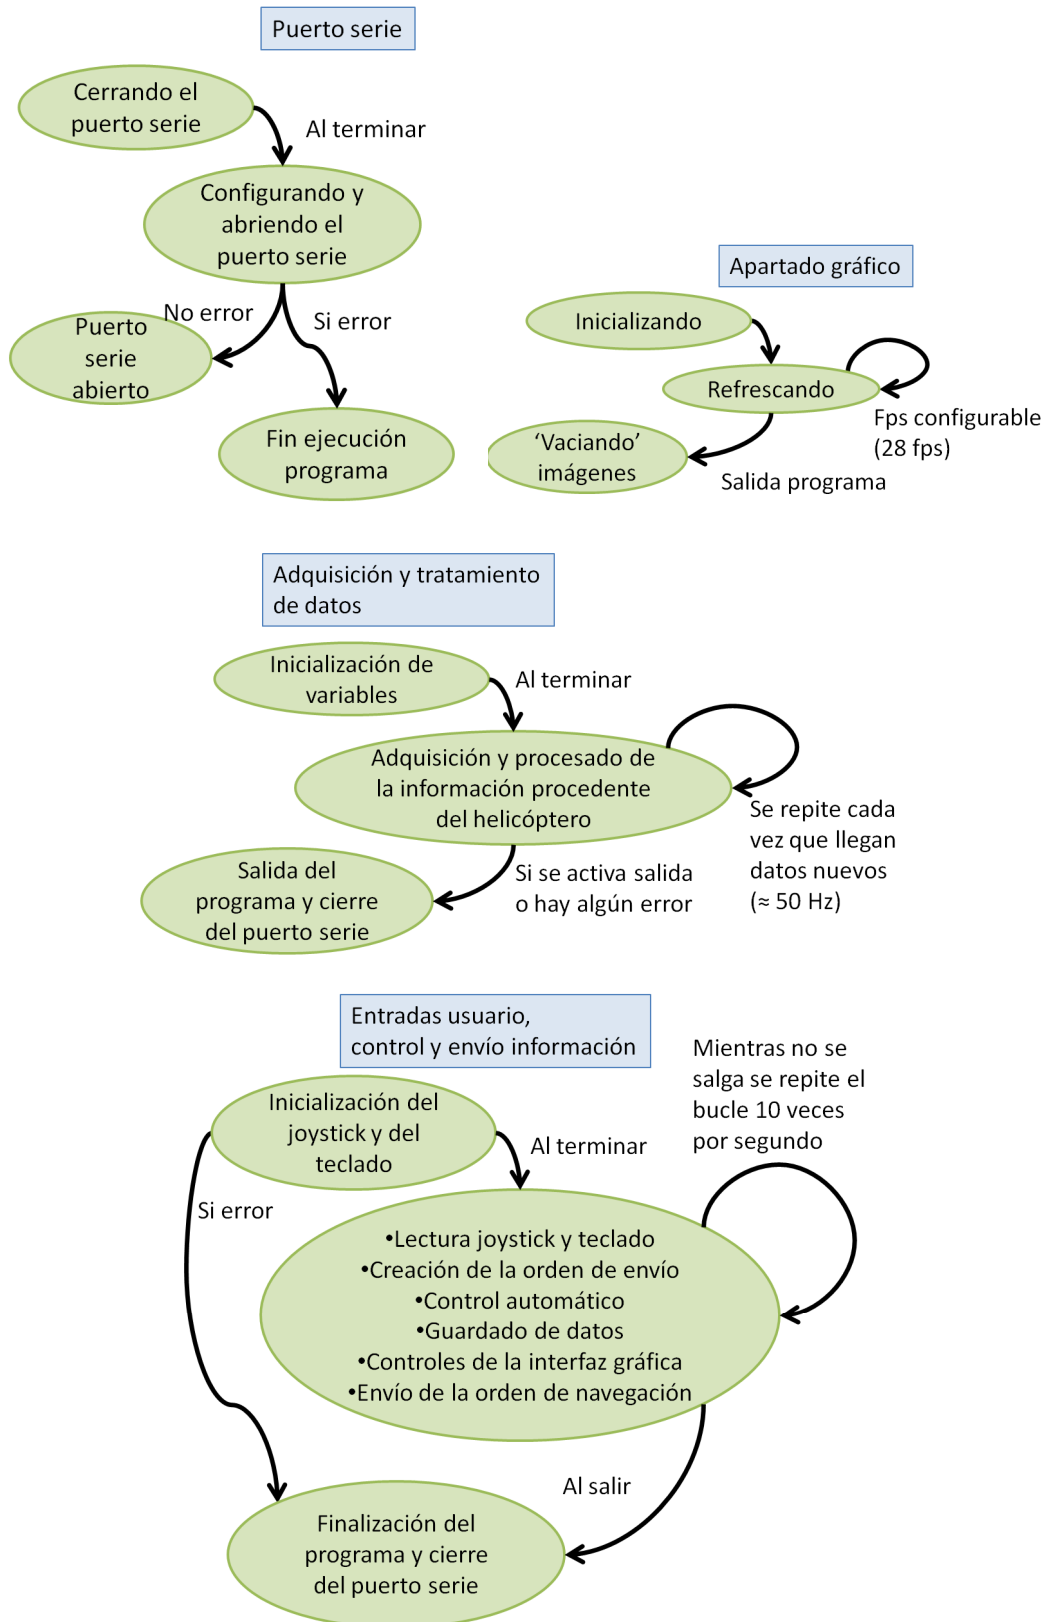 Puerto serie
Cerrando el
puerto serie
Al terminar
Configurando y
abriendo el
puerto serie
No error
Si error
Puerto
serie
abierto
Fin ejecución
programa
Apartado gráfico
Inicializando
Refrescando
Fps configurable
(28 fps)
‘Vaciando’
imágenes
Salida programa
Adquisición y tratamiento
de datos
Inicialización de
variables
Al terminar
Adquisición y procesado de
la información procedente
del helicóptero
Se repite cada
vez que llegan
datos nuevos
(≈ 50 Hz)
Si se activa salida
o hay algún error
Salida del
programa y cierre
del puerto serie
Entradas usuario,
control y envío información
Mientras no se
salga se repite el
bucle 10 veces
por segundo
Inicialización del
joystick y del
teclado
Al terminar
Si error
•Lectura joystick y teclado
•Creación de la orden de envío
•Control automático
•Guardado de datos
•Controles de la interfaz gráfica
•Envío de la orden de navegación
Al salir
Finalización del
programa y cierre
del puerto serie